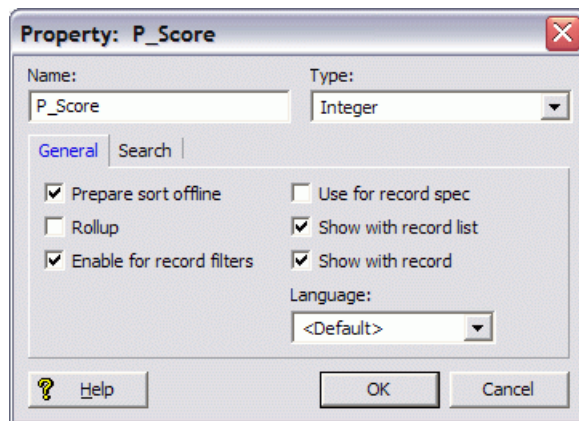 Property: P_Score
Name: Type:
P_Score Integer
General Search
Prepare sort offline Use for record spec
Rollup Show with record list
Enable for record filters Show with record
Language:
<Default>
? Help OK Cancel